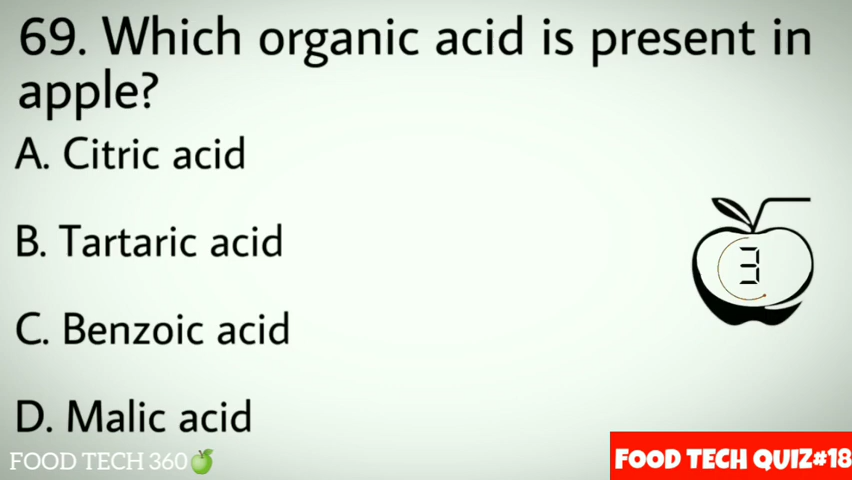 69. Which organic acid is present in
apple?
A. Citric acid
B. Tartaric acid
3
C. Benzoic acid
D. Malic acid
FOOD TECH 360
FOOD TECH QUIZ#18